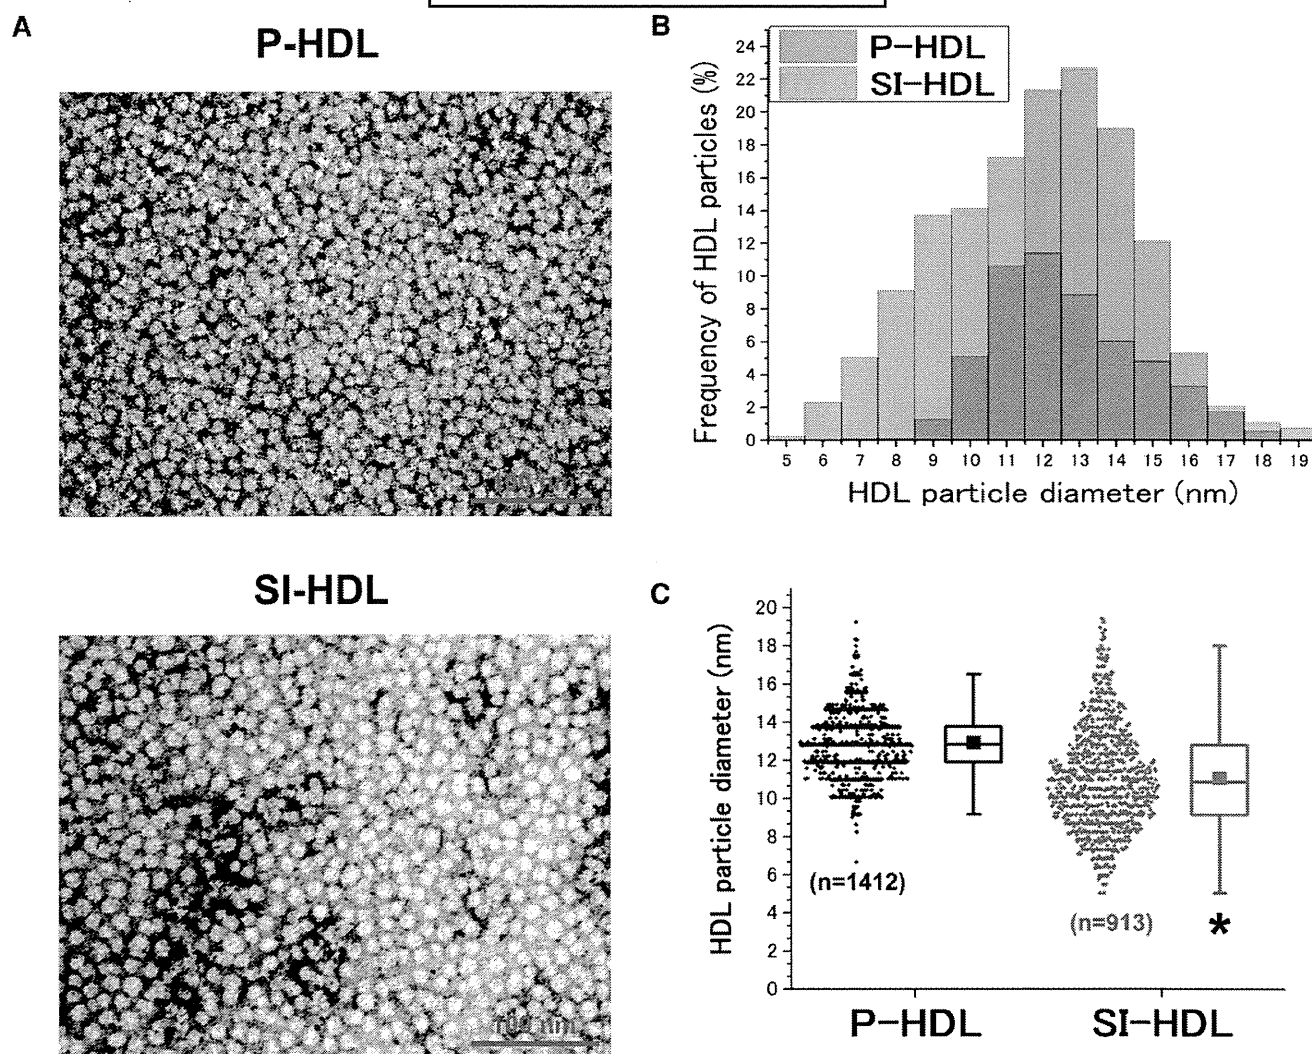 A
P-HDL
SI-HDL
100 nm
B
P-HDL
SI-HDL
Frequency of HDL particles (%)
24
22
20
18
16
14
12
10
8
6
4
2
0
5 6 7 8 9 10 11 12 13 14 15 16 17 18 19
HDL particle diameter (nm)
C
HDL particle diameter (nm)
20
18
16
14
12
10
8
6
4
2
0
(n=1412)
(n=913)
*
P-HDL SI-HDL